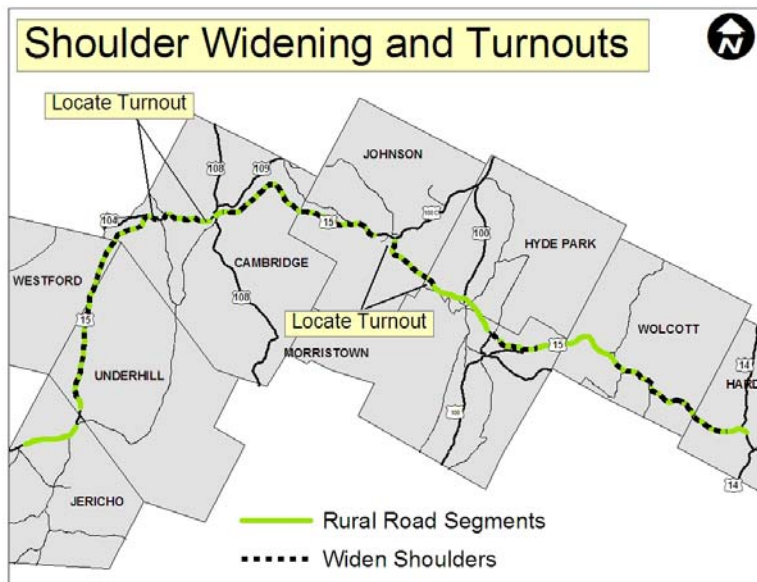 Shoulder Widening and Turnouts
N
Locate Turnout
JOHNSON
108
109
104
15
100
HYDE PARK
WESTFORD
CAMBRIDGE
108
15
Locate Turnout
WOLCOTT
MORRISTOWN
15
14
HARD
UNDERHILL
100
JERICHO
14
Rural Road Segments
Widen Shoulders